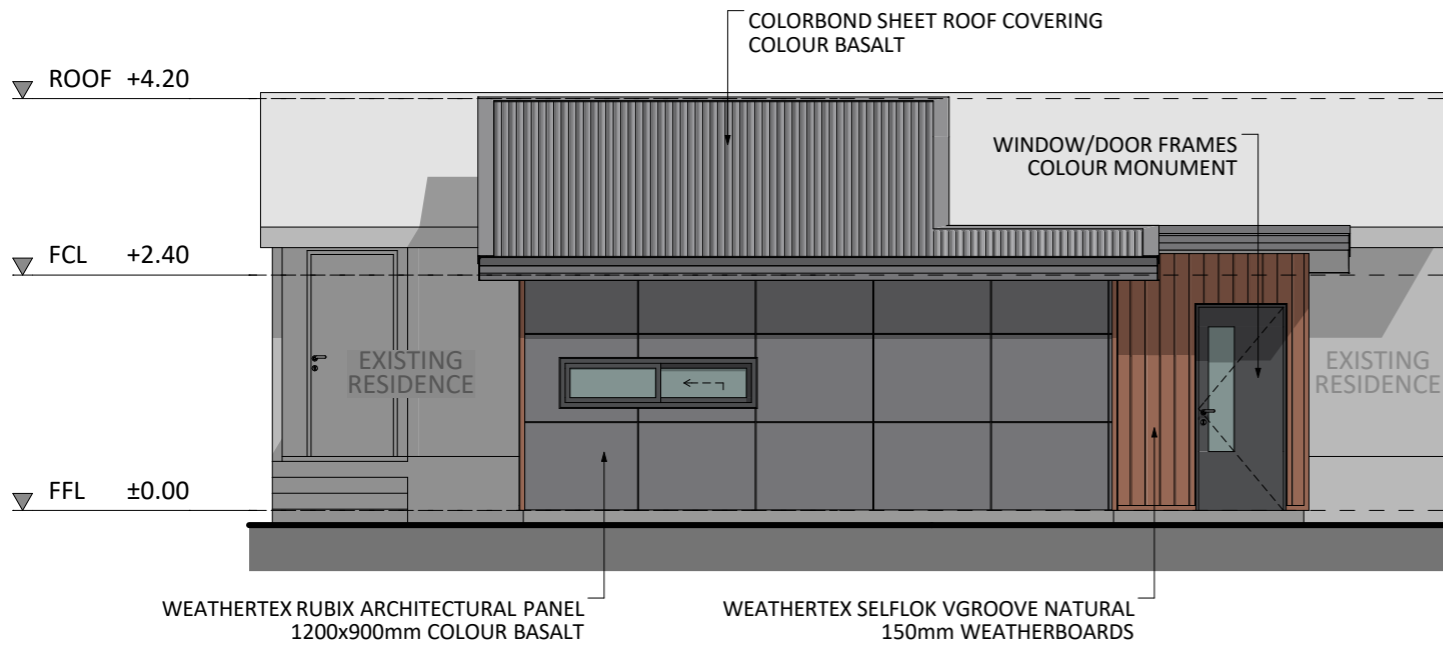 COLORBOND SHEET ROOF COVERING
COLOUR BASALT
ROOF +4.20
WINDOW/DOOR FRAMES
COLOUR MONUMENT
FCL +2.40
EXISTING
RESIDENCE
EXISTING
RESIDENCE
FFL ±0.00
WEATHERTEX RUBIX ARCHITECTURAL PANEL
1200x900mm COLOUR BASALT
WEATHERTEX SELFLOK VGROOVE NATURAL
150mm WEATHERBOARDS